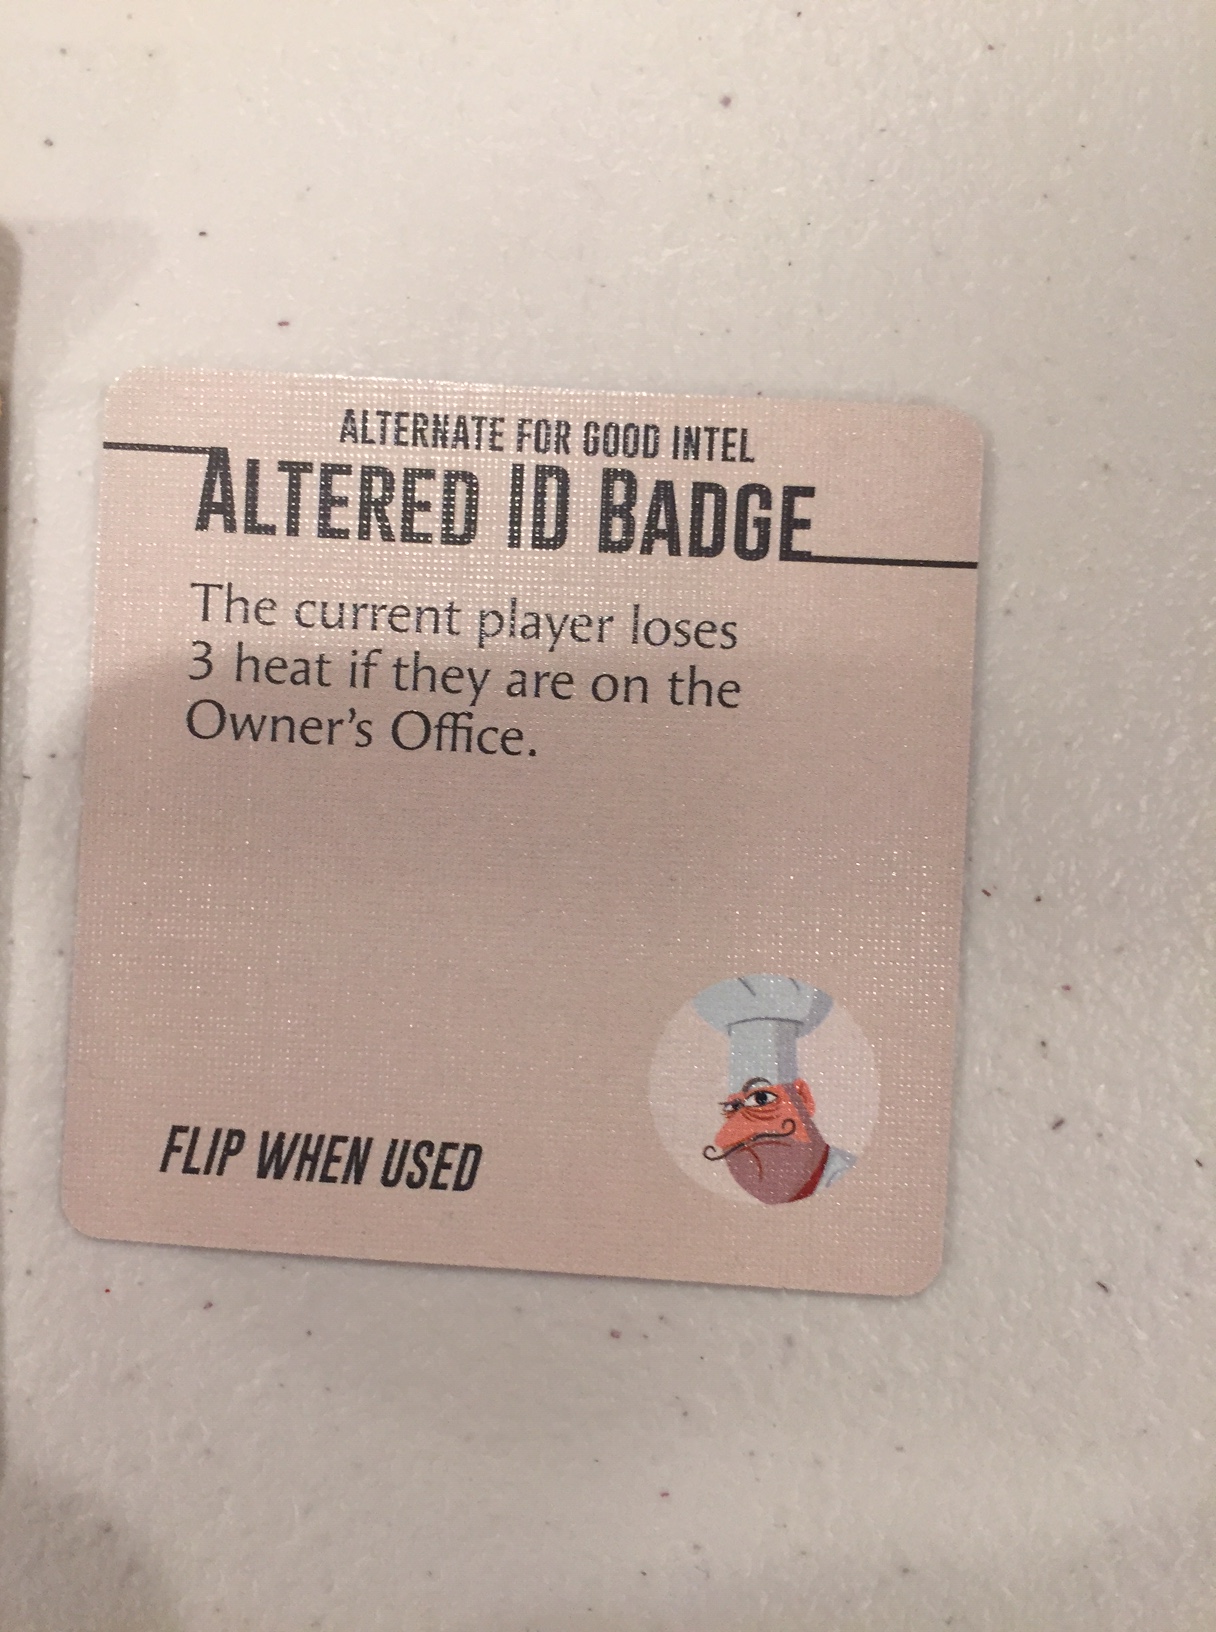 ALTERNATE FOR GOOD INTEL
ALTERED ID BADGE
The current player loses
3 heat if they are on the
Owner's Office.
FLIP WHEN USED